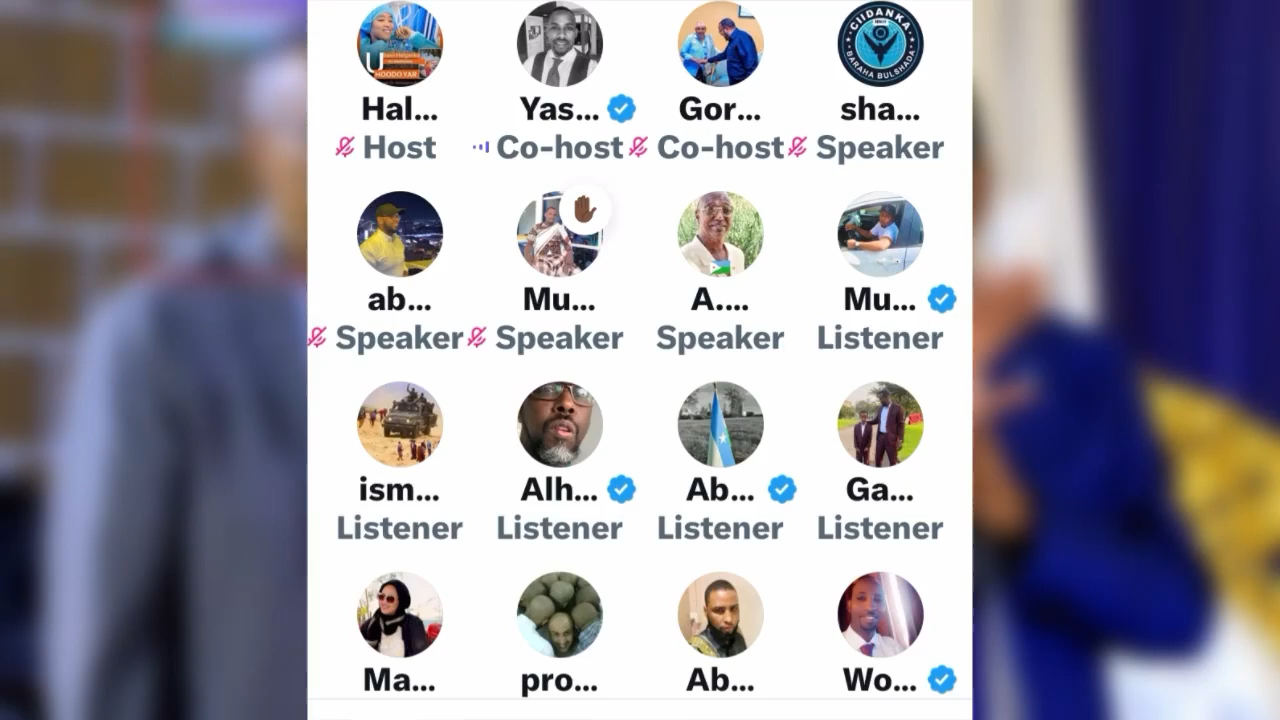 CIIDANKA
BARAHA BULSHADA
U
HOODO YAR
Hal... Yas... Gor... sha...
Host Co-host Co-host Speaker
ab... Mu... A.... Mu...
Speaker Speaker Speaker Listener
ism... Alh... Ab... Ga...
Listener Listener Listener Listener
Ma... pro... Ab... Wo...